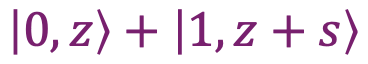 |0, z⟩ + |1, z + s⟩